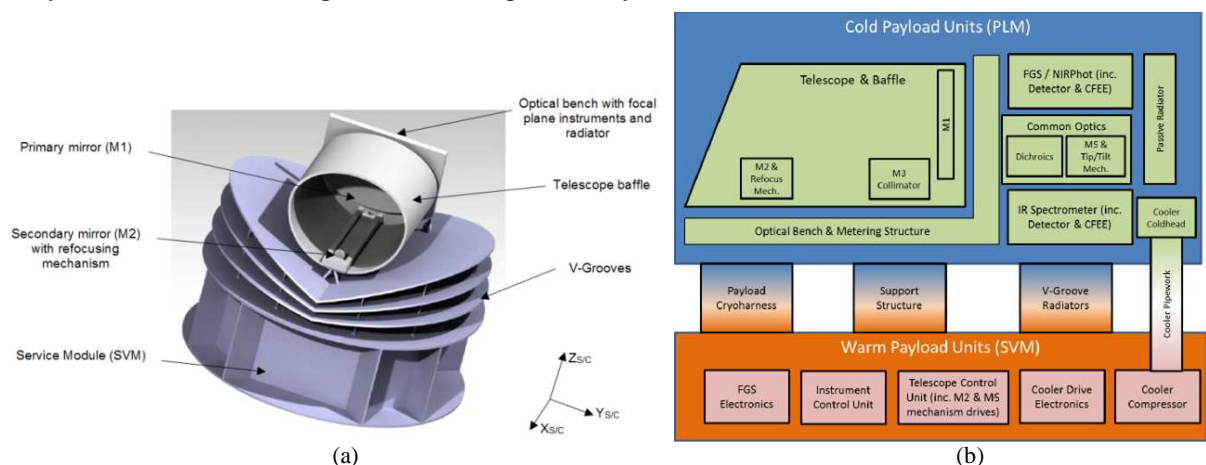 Optical bench with focal
plane instruments and
radiator
Primary mirror (M1)
Telescope baffle
Secondary mirror (M2)
with refocusing
mechanism
V-Grooves
Service Module (SVM)
Z S/C
Y S/C
X S/C
(a)
Cold Payload Units (PLM)
Telescope & Baffle
M1
M2 &
Refocus
Mech.
M3
Collimator
Optical Bench & Metering Structure
FGS / NIRPhot (inc.
Detector & CFEE)
Common Optics
Dichroics
M5 &
Tip/Tilt
Mech.
IR Spectrometer (inc.
Detector & CFEE)
Passive Radiator
Cooler
Coldhead
Payload
Cryoharness
Support
Structure
V-Groove
Radiators
Cooler Pipework
Warm Payload Units (SVM)
FGS
Electronics
Instrument
Control Unit
Telescope Control
Unit (inc. M2 & M5
mechanism drives)
Cooler Drive
Electronics
Cooler
Compressor
(b)